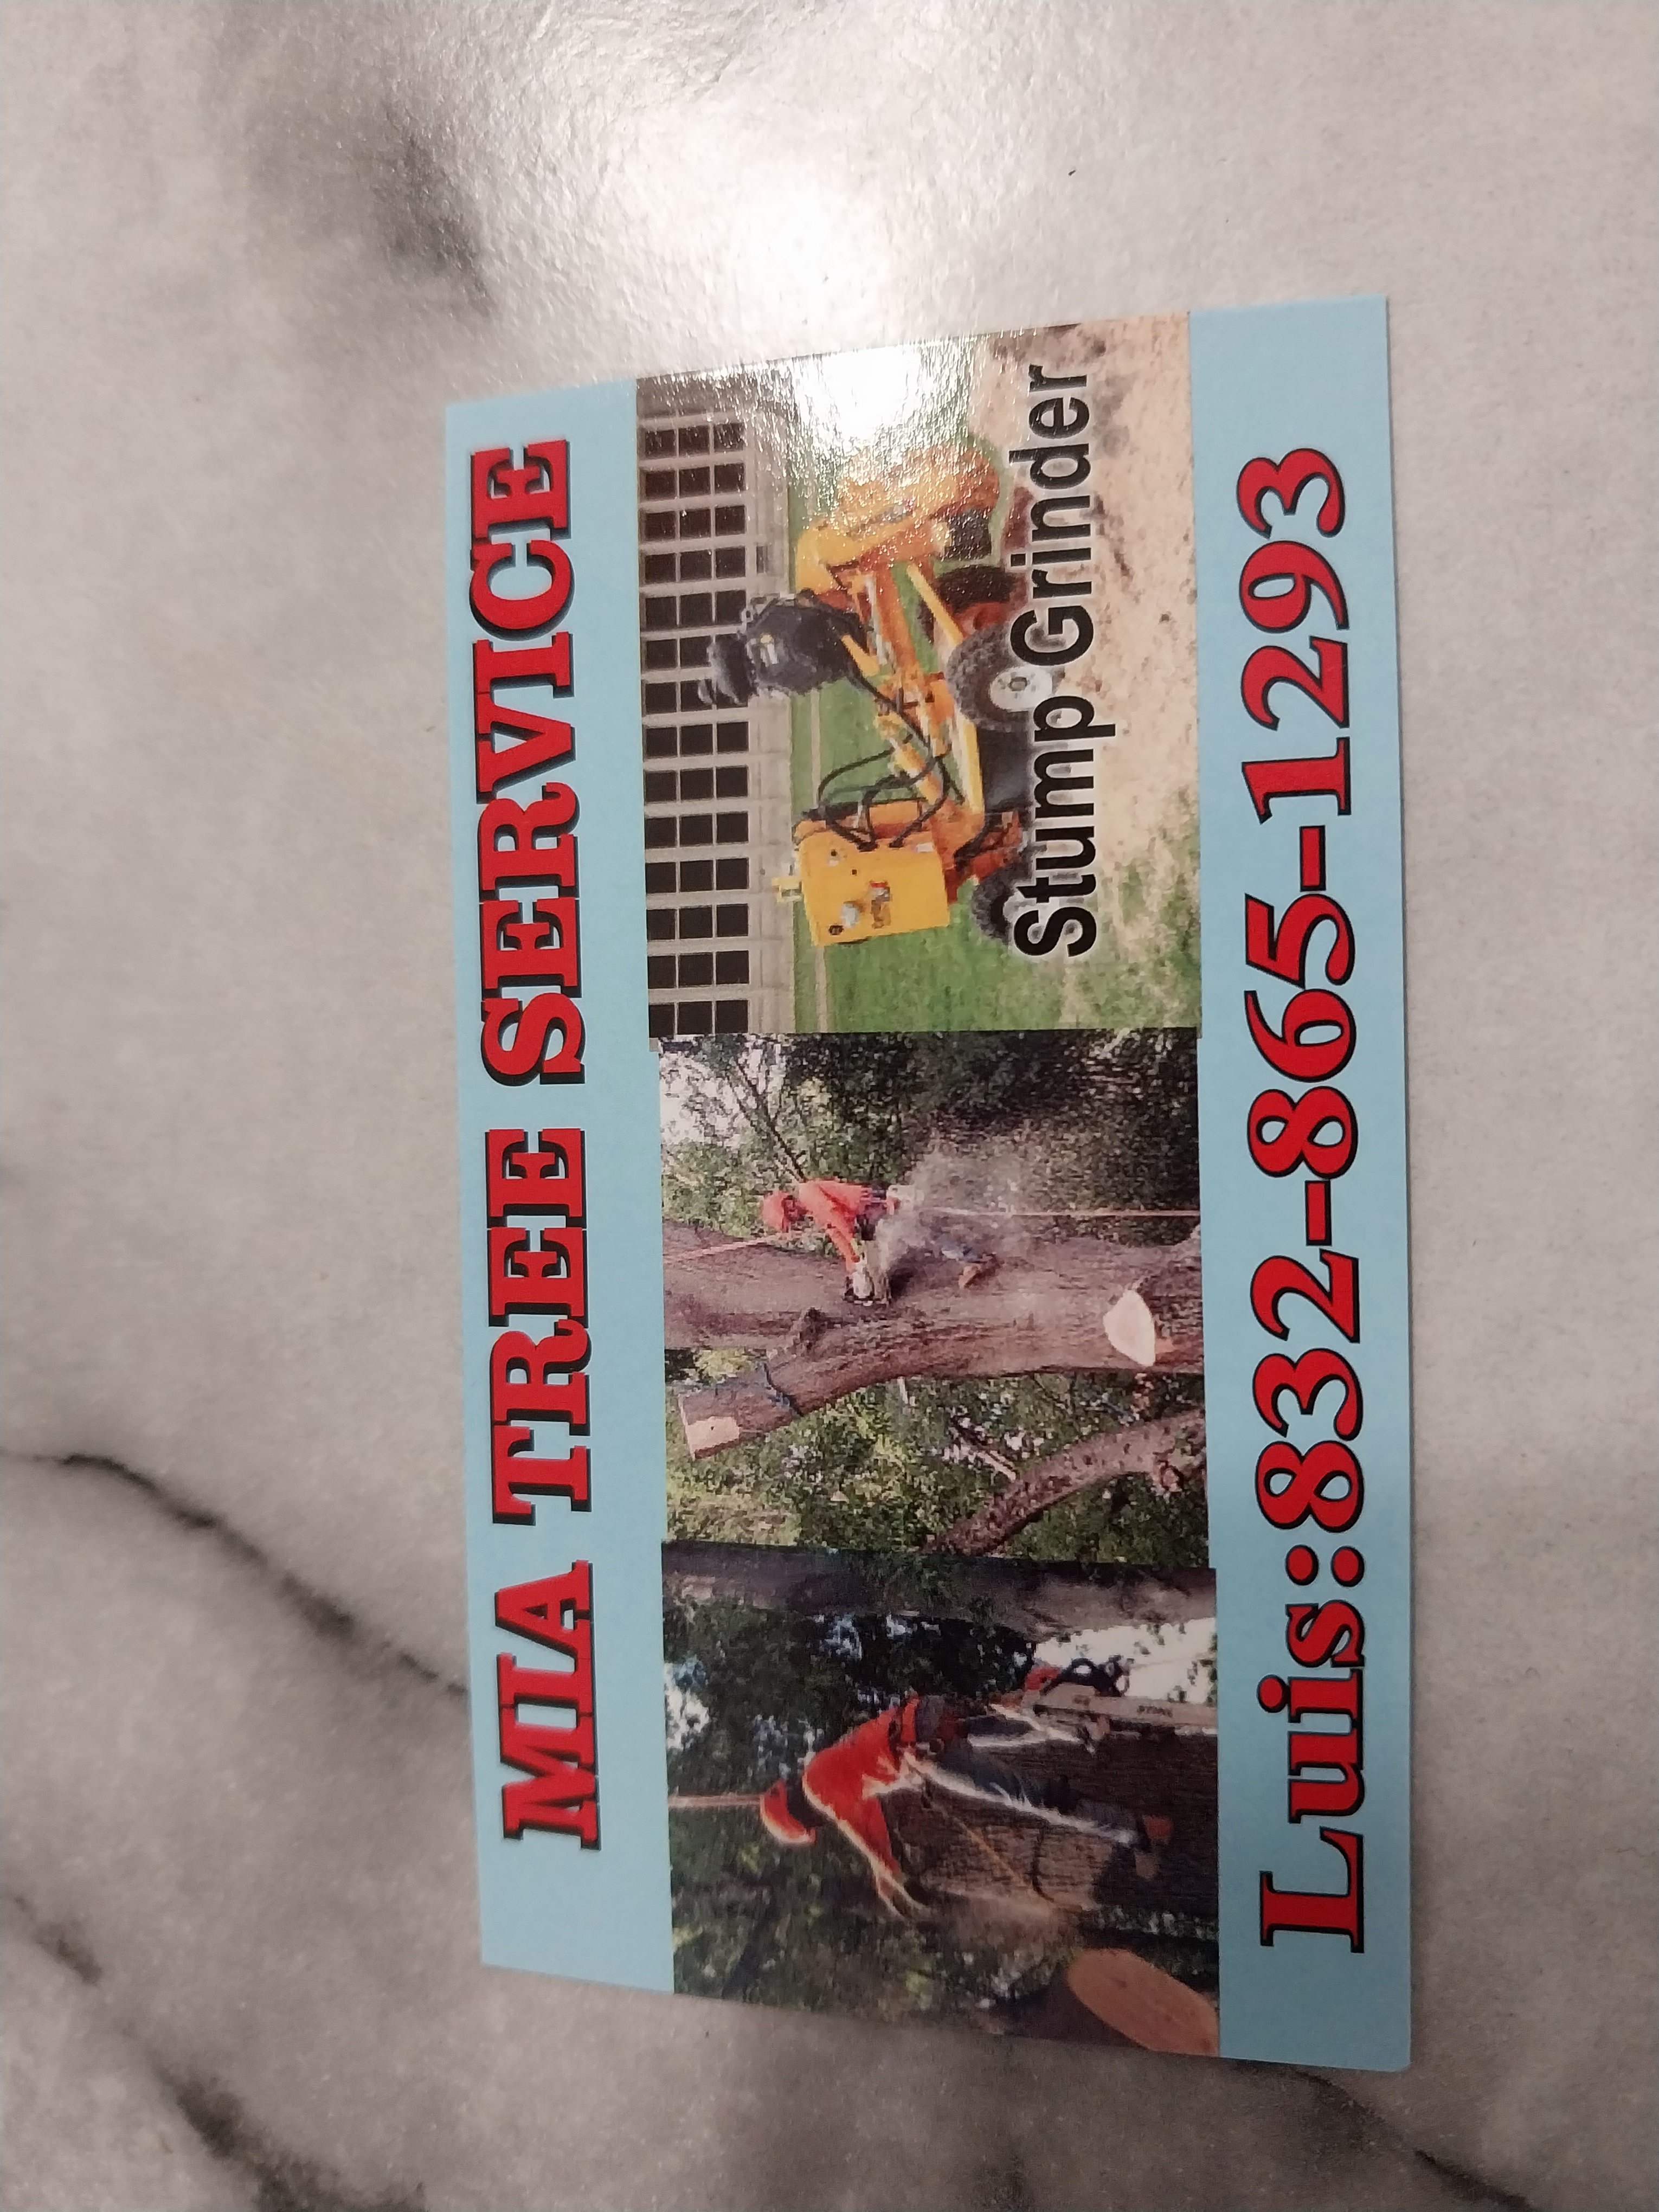 MIA TREE SERVICE
Stump Grinder
Luis:832-865-1293